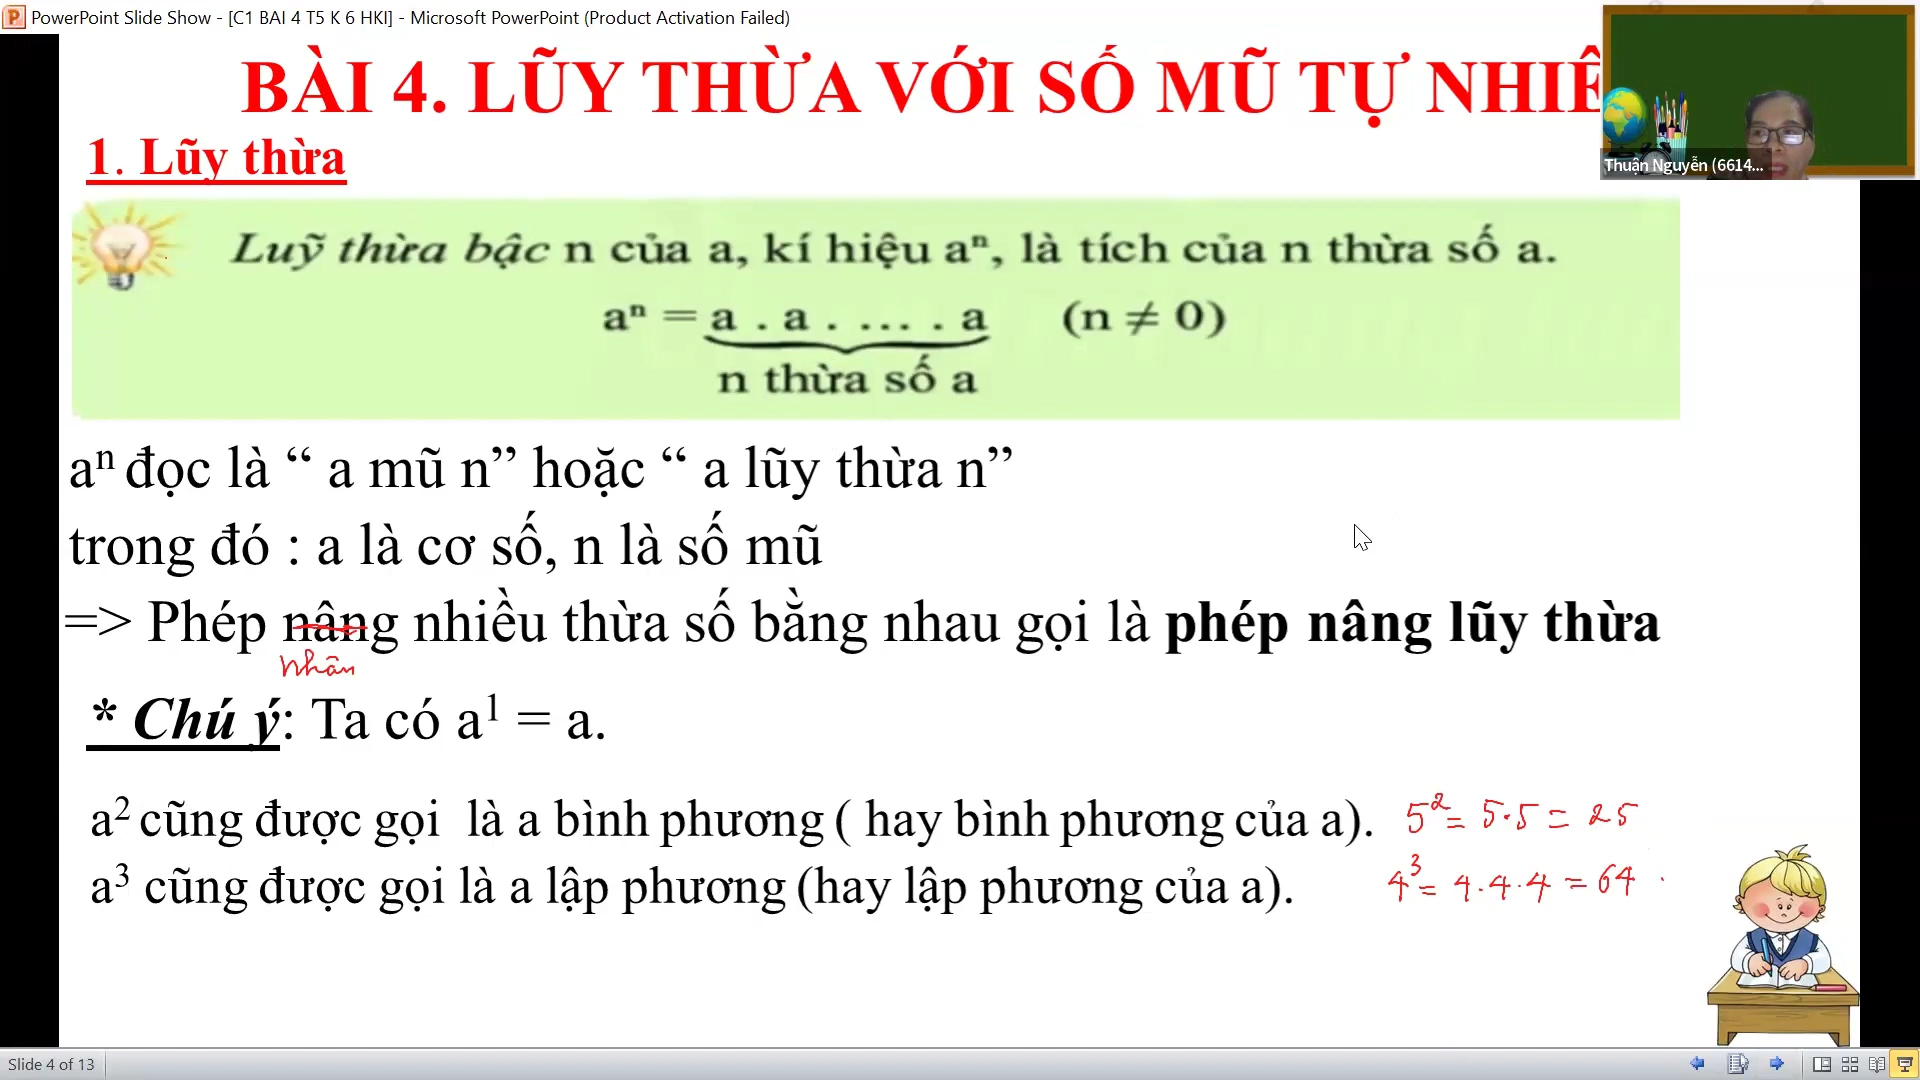 PowerPoint Slide Show - [C1 BAI 4 T5 K 6 HKI] - Microsoft PowerPoint (Product Activation Failed)
BÀI 4. LŨY THỪA VỚI SỐ MŨ TỰ NHIÊ
Thuận Nguyễn (6614...
1. Lũy thừa
Luỹ thừa bậc n của a, kí hiệu aⁿ, là tích của n thừa số a.
aⁿ = a . a . ... . a (n ≠ 0)
n thừa số a
aⁿ đọc là “ a mũ n” hoặc “ a lũy thừa n”
trong đó : a là cơ số, n là số mũ
=> Phép nâng nhiều thừa số bằng nhau gọi là phép nâng lũy thừa
nhân
* Chú ý: Ta có a¹ = a.
a² cũng được gọi là a bình phương ( hay bình phương của a).
5² = 5.5 = 25
a³ cũng được gọi là a lập phương (hay lập phương của a).
4³ = 4.4.4 = 64
Slide 4 of 13